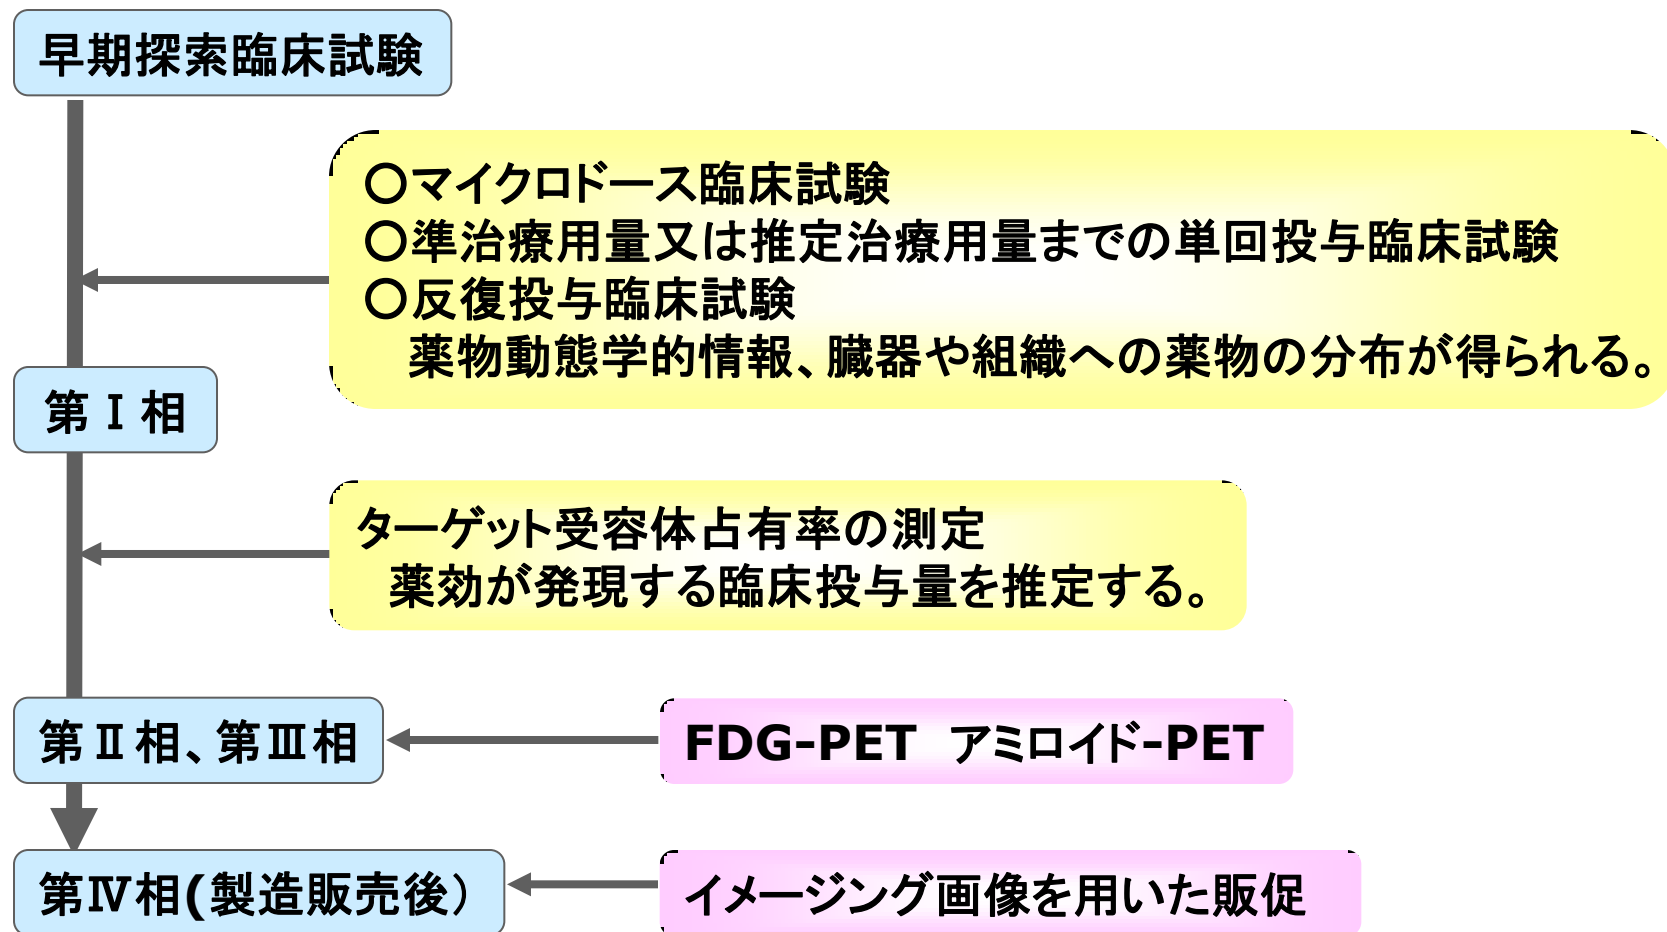 早期探索臨床試験
○マイクロドース臨床試験
○準治療用量又は推定治療用量までの単回投与臨床試験
○反復投与臨床試験
薬物動態学的情報、臓器や組織への薬物の分布が得られる。
第Ⅰ相
ターゲット受容体占有率の測定
薬効が発現する臨床投与量を推定する。
第Ⅱ相、第Ⅲ相
FDG-PET　アミロイド-PET
第Ⅳ相(製造販売後）
イメージング画像を用いた販促